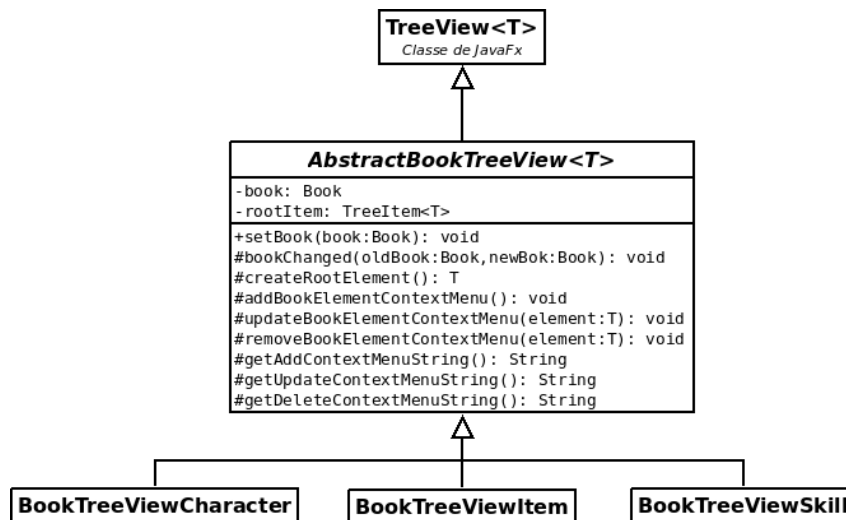 TreeView<T>
Classe de JavaFx
AbstractBookTreeView<T>
-book: Book
-rootItem: TreeItem<T>
+setBook(book:Book): void
#bookChanged(oldBook:Book,newBok:Book): void
#createRootElement(): T
#addBookElementContextMenu(): void
#updateBookElementContextMenu(element:T): void
#removeBookElementContextMenu(element:T): void
#getAddContextMenuString(): String
#getUpdateContextMenuString(): String
#getDeleteContextMenuString(): String
BookTreeViewCharacter
BookTreeViewItem
BookTreeViewSkill